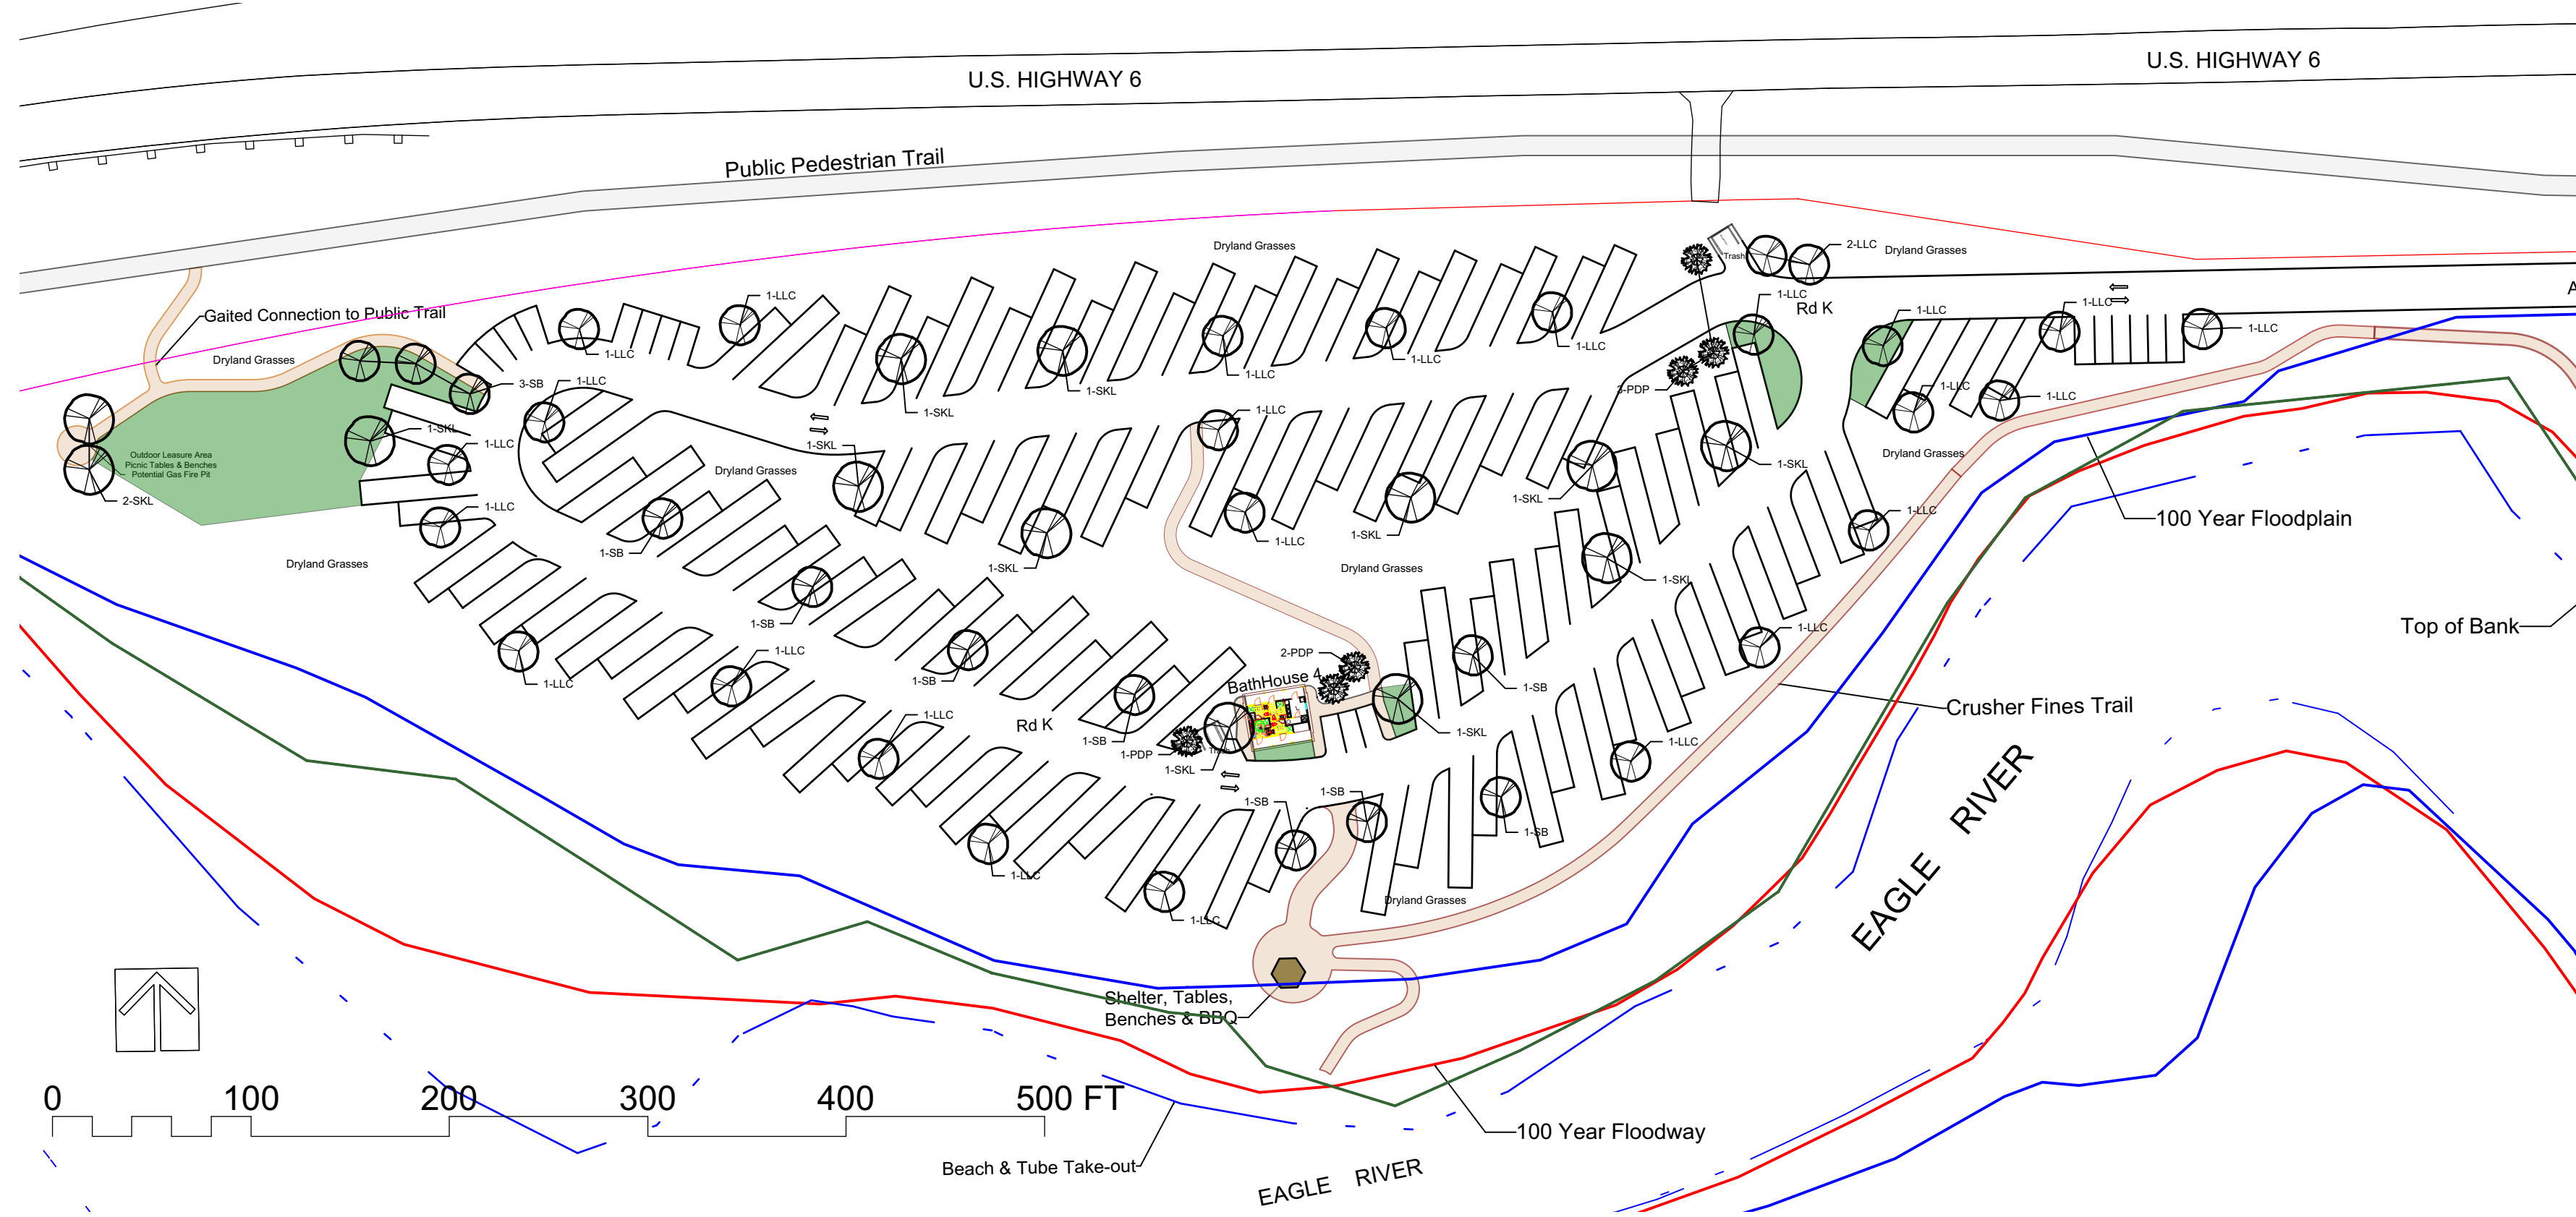 U.S. HIGHWAY 6
U.S. HIGHWAY 6
Public Pedestrian Trail
Dryland Grasses
2-LLC
Dryland Grasses
Trash
1-LLC
1-LLC
Rd K
1-LLC
1-LLC
1-LLC
A
Gaited Connection to Public Trail
Dryland Grasses
1-LLC
1-LLC
1-LLC
1-LLC
1-LLC
3-SB
1-SKL
1-SKL
3-PDP
1-LLC
1-LLC
1-LLC
1-SKL
1-LLC
1-SKL
Outdoor Leasure Area
Picnic Tables & Benches
Potential Gas Fire Pit
Dryland Grasses
Dryland Grasses
1-SKL
2-SKL
1-LLC
1-SKL
1-LLC
100 Year Floodplain
1-SB
1-LLC
1-SKL
Dryland Grasses
1-SKL
Dryland Grasses
1-SKL
1-SB
1-LLC
Top of Bank
1-LLC
2-PDP
1-LLC
1-SB
BathHouse 4
1-SB
Crusher Fines Trail
1-LLC
Rd K
1-SB
1-PDP
1-SKL
1-SKL
1-LLC
EAGLE RIVER
1-SB
1-SB
1-SB
1-LLC
Dryland Grasses
1-LLC
Shelter, Tables,
Benches & BBQ
0 100 200 300 400 500 FT
100 Year Floodway
Beach & Tube Take-out
EAGLE RIVER